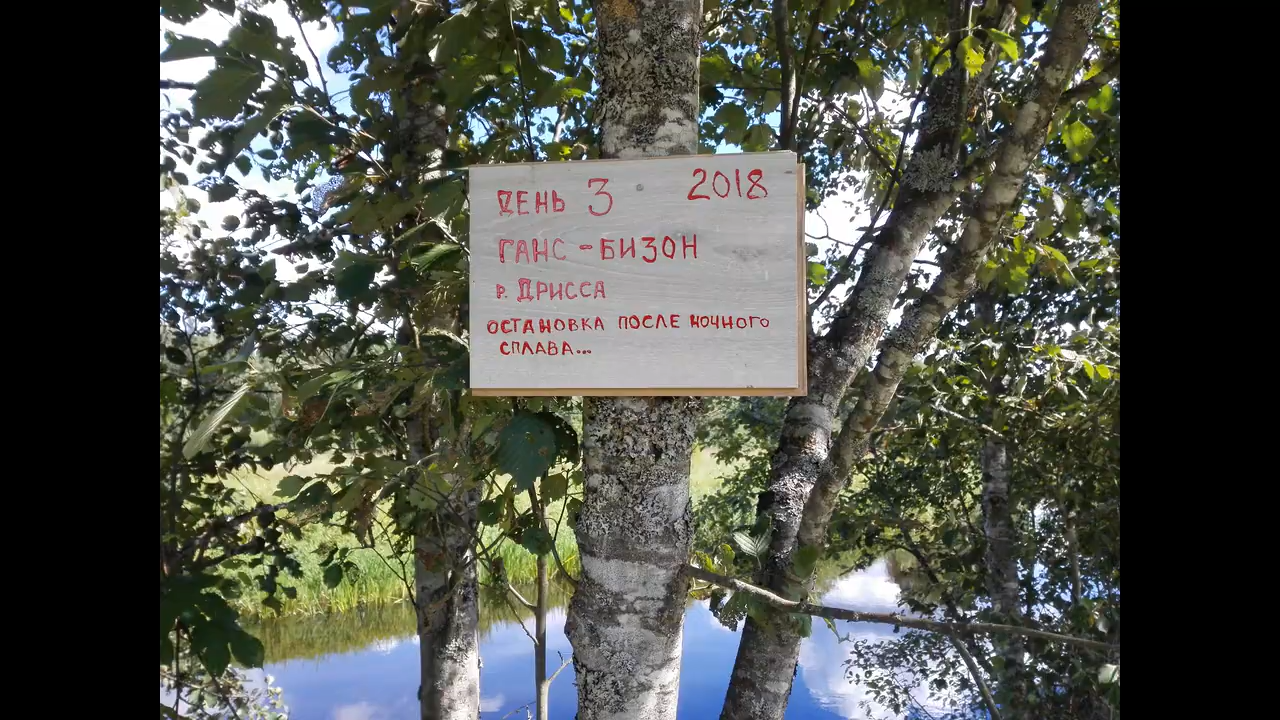 ДЕНЬ 3 2018
ГАНС - БИЗОН
р. ДРИССА
ОСТАНОВКА ПОСЛЕ НОЧНОГО
СПЛАВА...